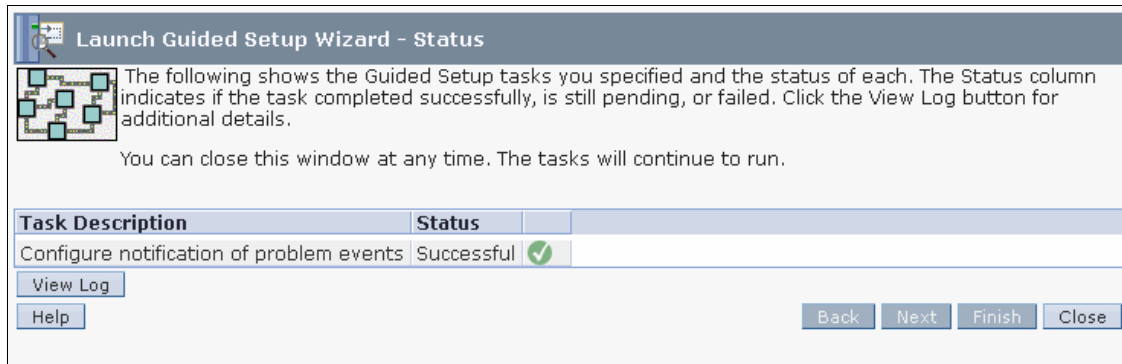 Launch Guided Setup Wizard - Status
The following shows the Guided Setup tasks you specified and the status of each. The Status column
indicates if the task completed successfully, is still pending, or failed. Click the View Log button for
additional details.
You can close this window at any time. The tasks will continue to run.
Task Description Status
Configure notification of problem events Successful
View Log
Help Back Next Finish Close